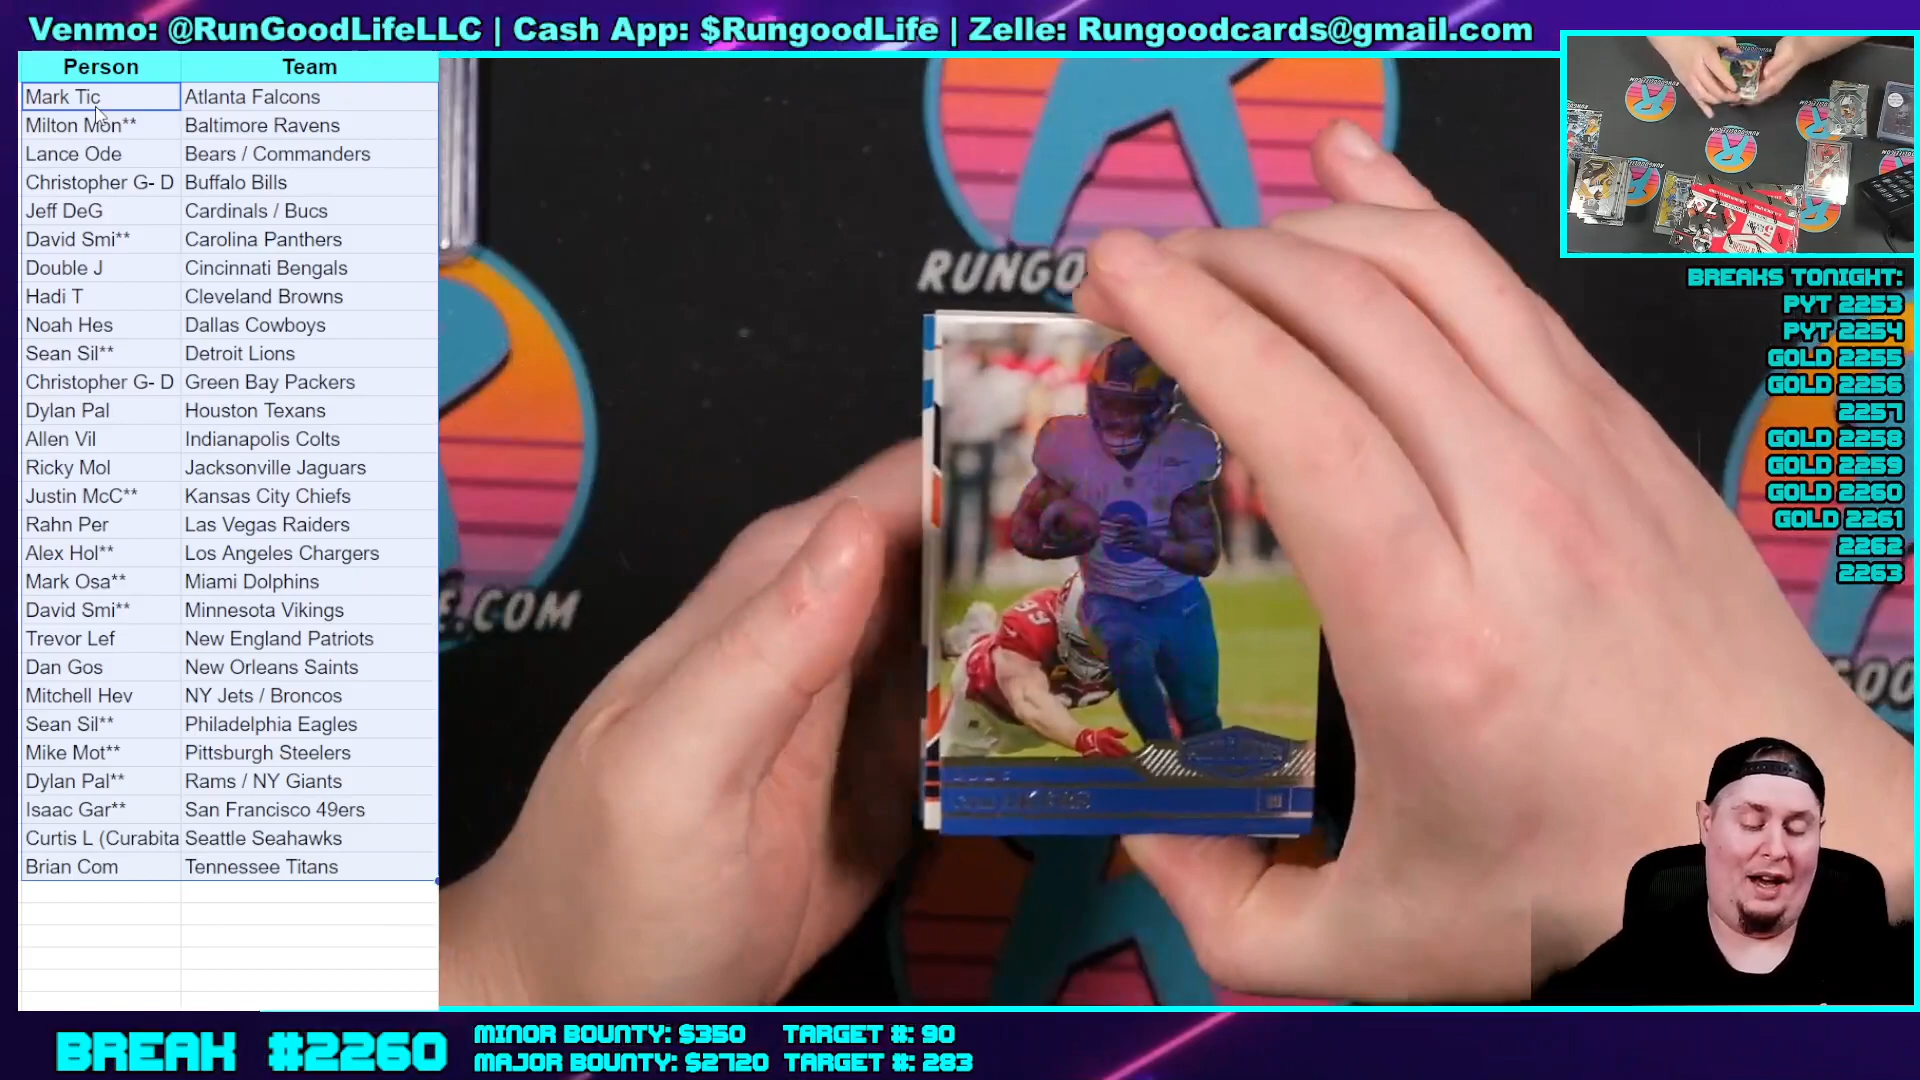 Venmo: @RunGoodLifeLLC | Cash App: $RungoodLife | Zelle: Rungoodcards@gmail.com
Person Team
Mark Tic Atlanta Falcons
Milton Mon** Baltimore Ravens
Lance Ode Bears / Commanders
Christopher G- D Buffalo Bills
Jeff DeG Cardinals / Bucs
David Smi** Carolina Panthers
Double J Cincinnati Bengals
Hadi T Cleveland Browns
Noah Hes Dallas Cowboys
Sean Sil** Detroit Lions
Christopher G- D Green Bay Packers
Dylan Pal Houston Texans
Allen Vil Indianapolis Colts
Ricky Mol Jacksonville Jaguars
Justin McC** Kansas City Chiefs
Rahn Per Las Vegas Raiders
Alex Hol** Los Angeles Chargers
Mark Osa** Miami Dolphins
David Smi** Minnesota Vikings
Trevor Lef New England Patriots
Dan Gos New Orleans Saints
Mitchell Hev NY Jets / Broncos
Sean Sil** Philadelphia Eagles
Mike Mot** Pittsburgh Steelers
Dylan Pal** Rams / NY Giants
Isaac Gar** San Francisco 49ers
Curtis L (Curabita Seattle Seahawks
Brian Com Tennessee Titans
RUNGO
E.COM
99
BREAKS TONIGHT:
PYT 2253
PYT 2254
GOLD 2255
GOLD 2256
2257
GOLD 2258
GOLD 2259
GOLD 2260
GOLD 2261
2262
2263
BREAK #2260
MINOR BOUNTY: $350 TARGET #: 90
MAJOR BOUNTY: $2720 TARGET #: 283